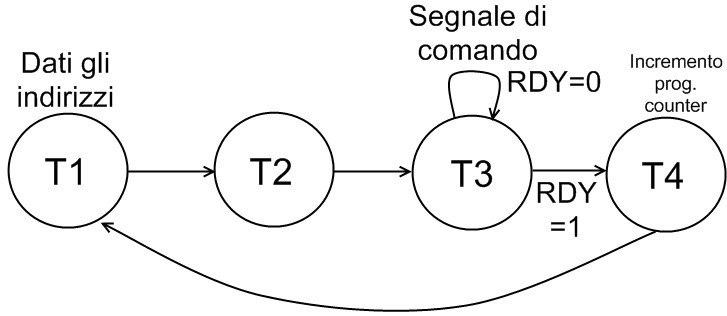 Segnale di
comando
Dati gli
indirizzi
RDY=0
Incremento
prog.
counter
T1
T2
T3
T4
RDY
=1